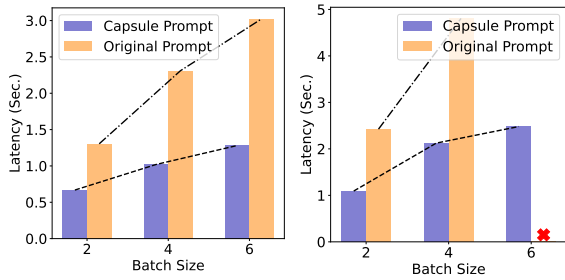 3.0
2.5
2.0
1.5
1.0
0.5
0.0
Latency (Sec.)
Capsule Prompt
Original Prompt
2 4 6
Batch Size
5
4
3
2
1
0
Latency (Sec.)
Capsule Prompt
Original Prompt
2 4 6
Batch Size